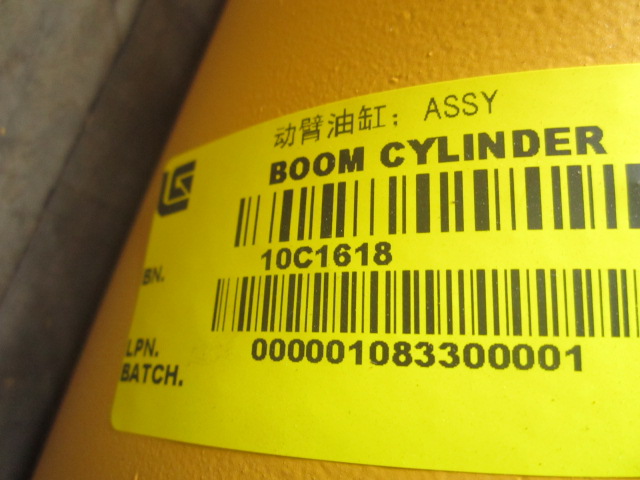 动臂油缸; ASSY
BOOM CYLINDER
10C1618
BN.
000001083300001
LPN.
BATCH.